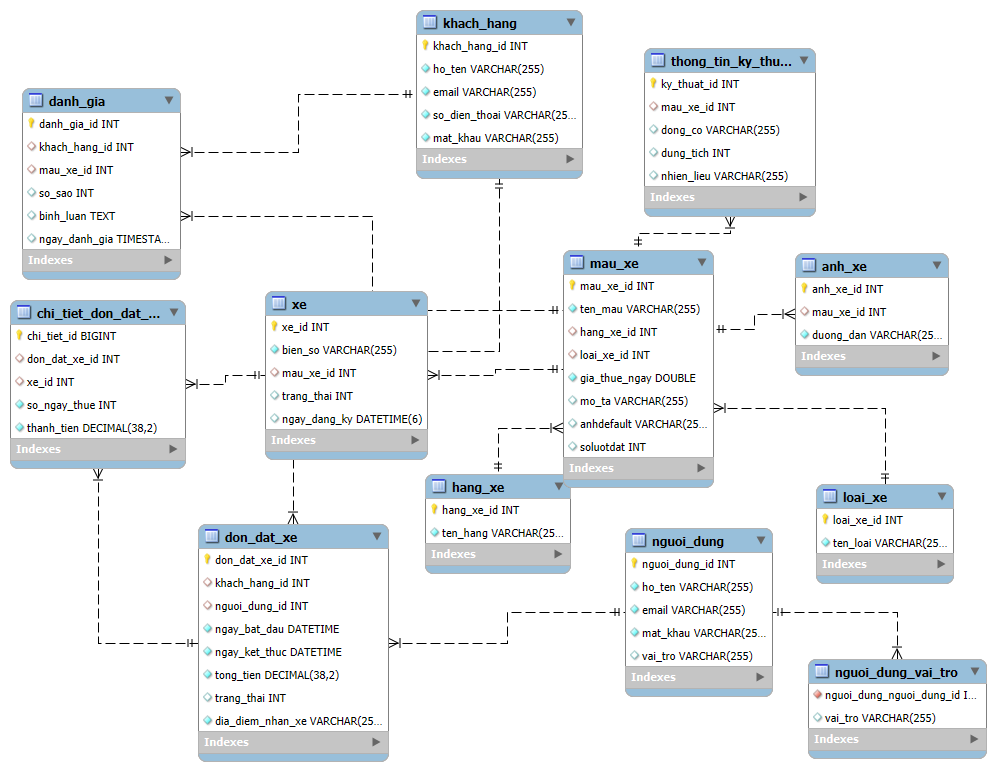 khach_hang
khach_hang_id INT
ho_ten VARCHAR(255)
email VARCHAR(255)
so_dien_thoai VARCHAR(25...
mat_khau VARCHAR(255)
Indexes
thong_tin_ky_thu...
ky_thuat_id INT
mau_xe_id INT
dong_co VARCHAR(255)
dung_tich INT
nhien_lieu VARCHAR(255)
Indexes
danh_gia
danh_gia_id INT
khach_hang_id INT
mau_xe_id INT
so_sao INT
binh_luan TEXT
ngay_danh_gia TIMESTA...
Indexes
mau_xe
mau_xe_id INT
ten_mau VARCHAR(255)
hang_xe_id INT
loai_xe_id INT
gia_thue_ngay DOUBLE
mo_ta VARCHAR(255)
anhdefault VARCHAR(25...
soluotdat INT
Indexes
anh_xe
anh_xe_id INT
mau_xe_id INT
duong_dan VARCHAR(25...
Indexes
xe
xe_id INT
bien_so VARCHAR(255)
mau_xe_id INT
trang_thai INT
ngay_dang_ky DATETIME(6)
Indexes
chi_tiet_don_dat_...
chi_tiet_id BIGINT
don_dat_xe_id INT
xe_id INT
so_ngay_thue INT
thanh_tien DECIMAL(38,2)
Indexes
hang_xe
hang_xe_id INT
ten_hang VARCHAR(25...
Indexes
loai_xe
loai_xe_id INT
ten_loai VARCHAR(25...
Indexes
don_dat_xe
don_dat_xe_id INT
khach_hang_id INT
nguoi_dung_id INT
ngay_bat_dau DATETIME
ngay_ket_thuc DATETIME
tong_tien DECIMAL(38,2)
trang_thai INT
dia_diem_nhan_xe VARCHAR(25...
Indexes
nguoi_dung
nguoi_dung_id INT
ho_ten VARCHAR(255)
email VARCHAR(255)
mat_khau VARCHAR(25...
vai_tro VARCHAR(255)
Indexes
nguoi_dung_vai_tro
nguoi_dung_nguoi_dung_id I...
vai_tro VARCHAR(255)
Indexes